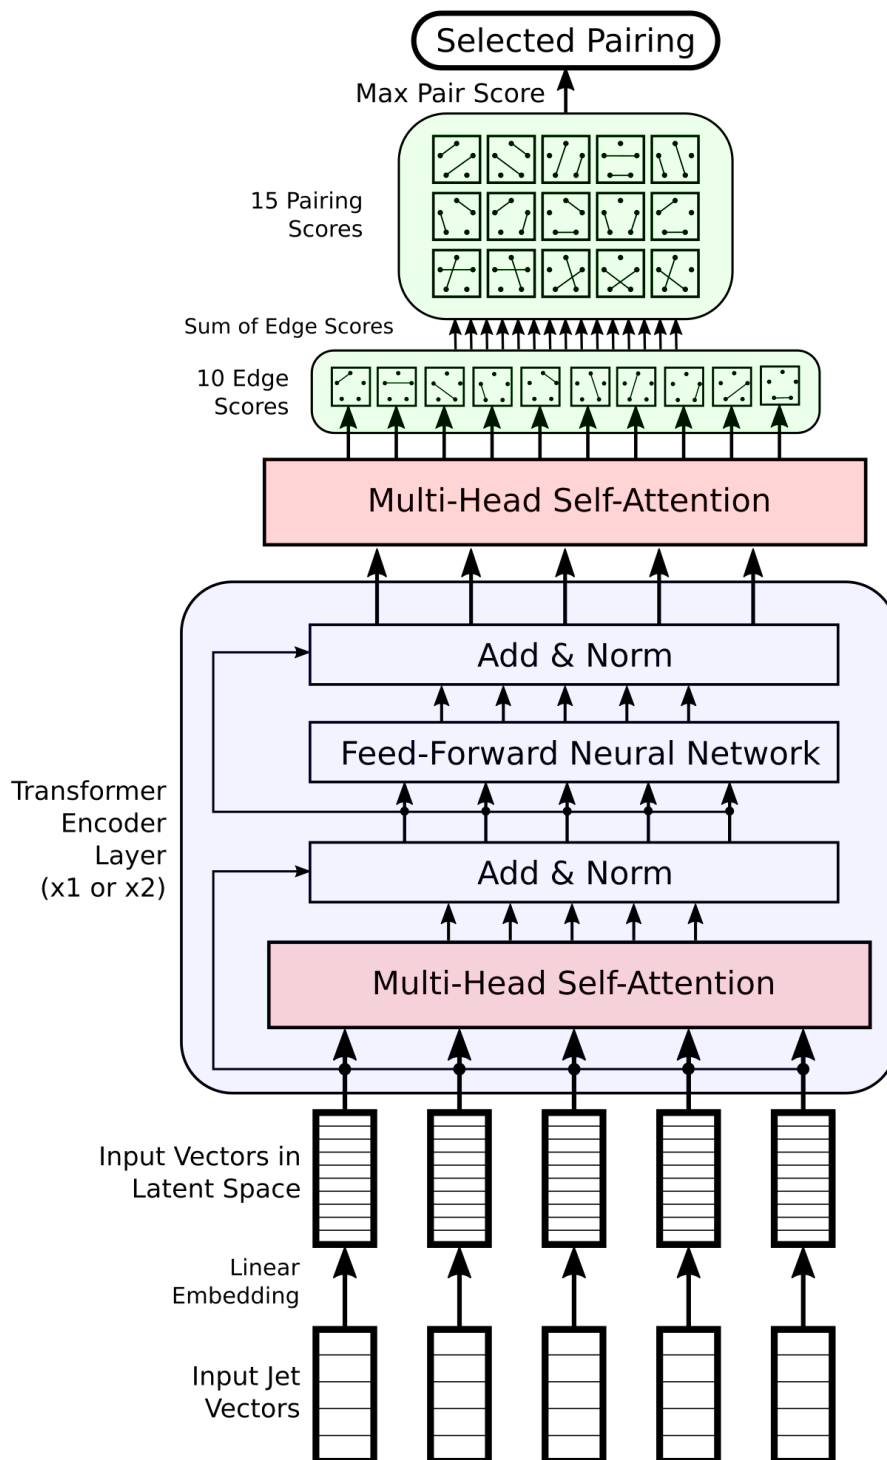 Selected Pairing
Max Pair Score
15 Pairing
Scores
Sum of Edge Scores
10 Edge
Scores
Multi-Head Self-Attention
Add & Norm
Feed-Forward Neural Network
Transformer
Encoder
Layer
(x1 or x2)
Add & Norm
Multi-Head Self-Attention
Input Vectors in
Latent Space
Linear
Embedding
Input Jet
Vectors